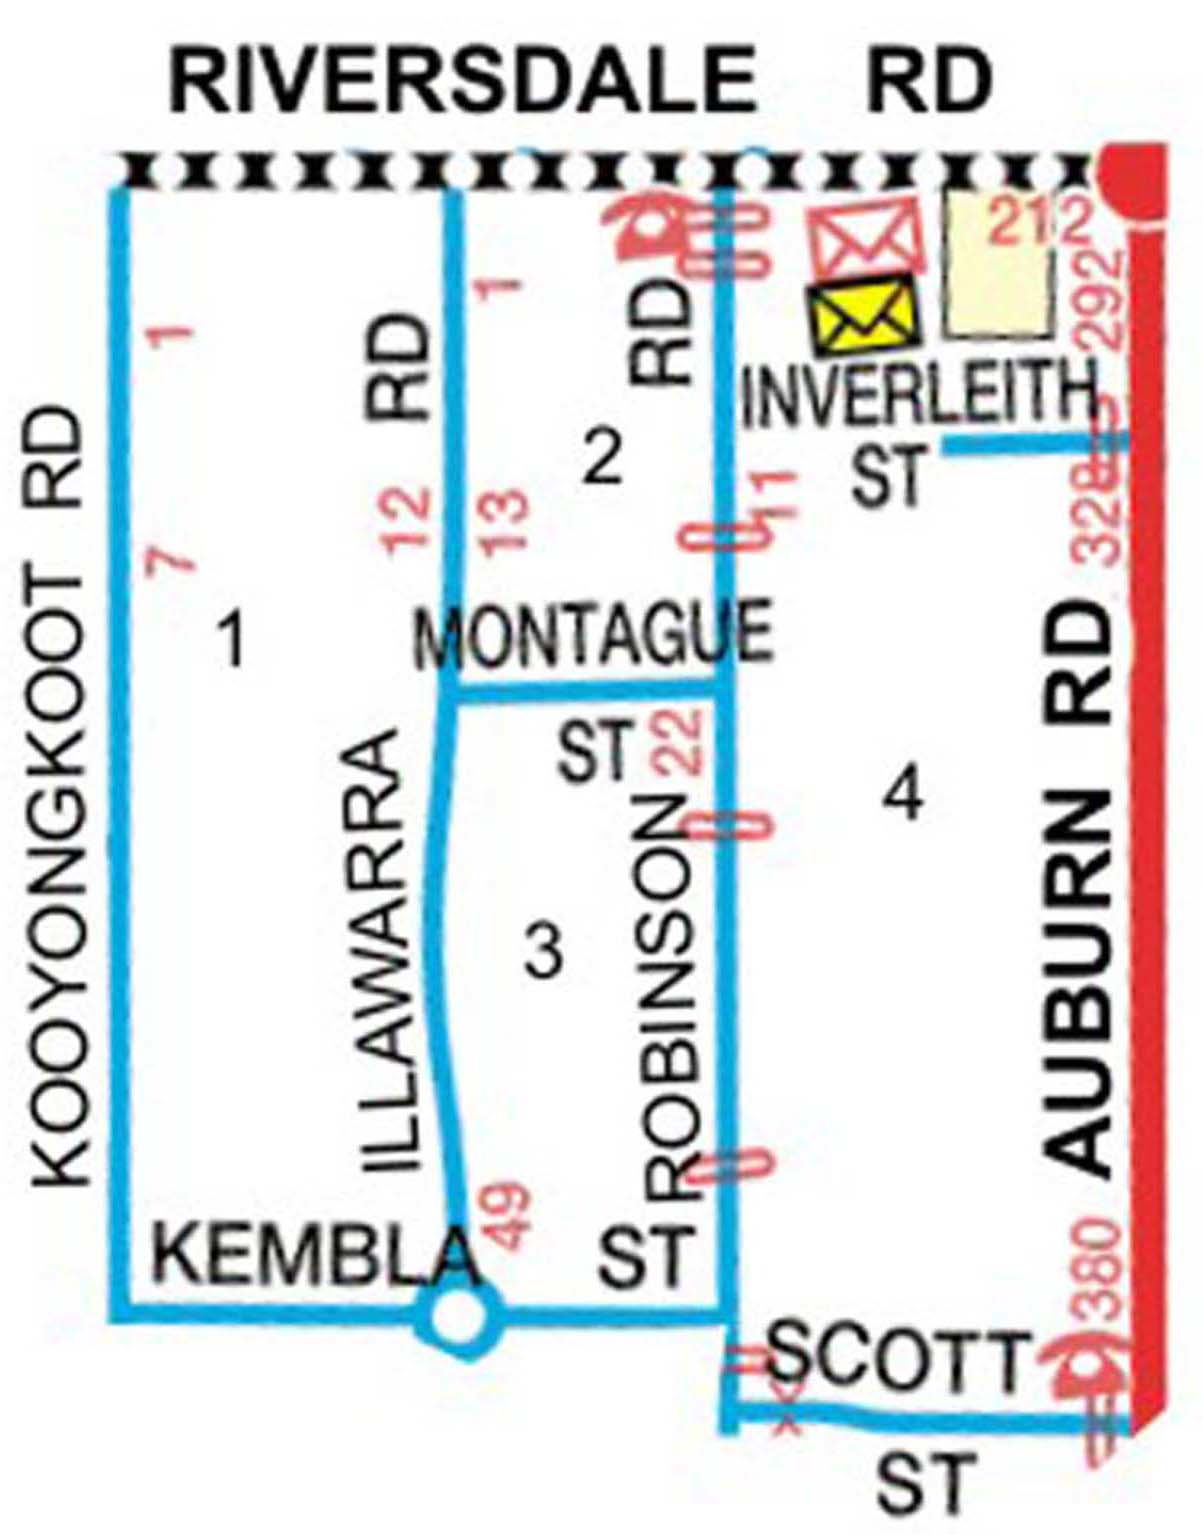 RIVERSDALE RD
212
292
1
1
RD
RD
INVERLEITH
ST
KOOYONGKOOT RD
2
12
13
11
328
7
1
MONTAGUE
ST
22
AUBURN RD
4
ILLAWARRA
ROBINSON
3
49
KEMBLA ST
380
SCOTT
ST